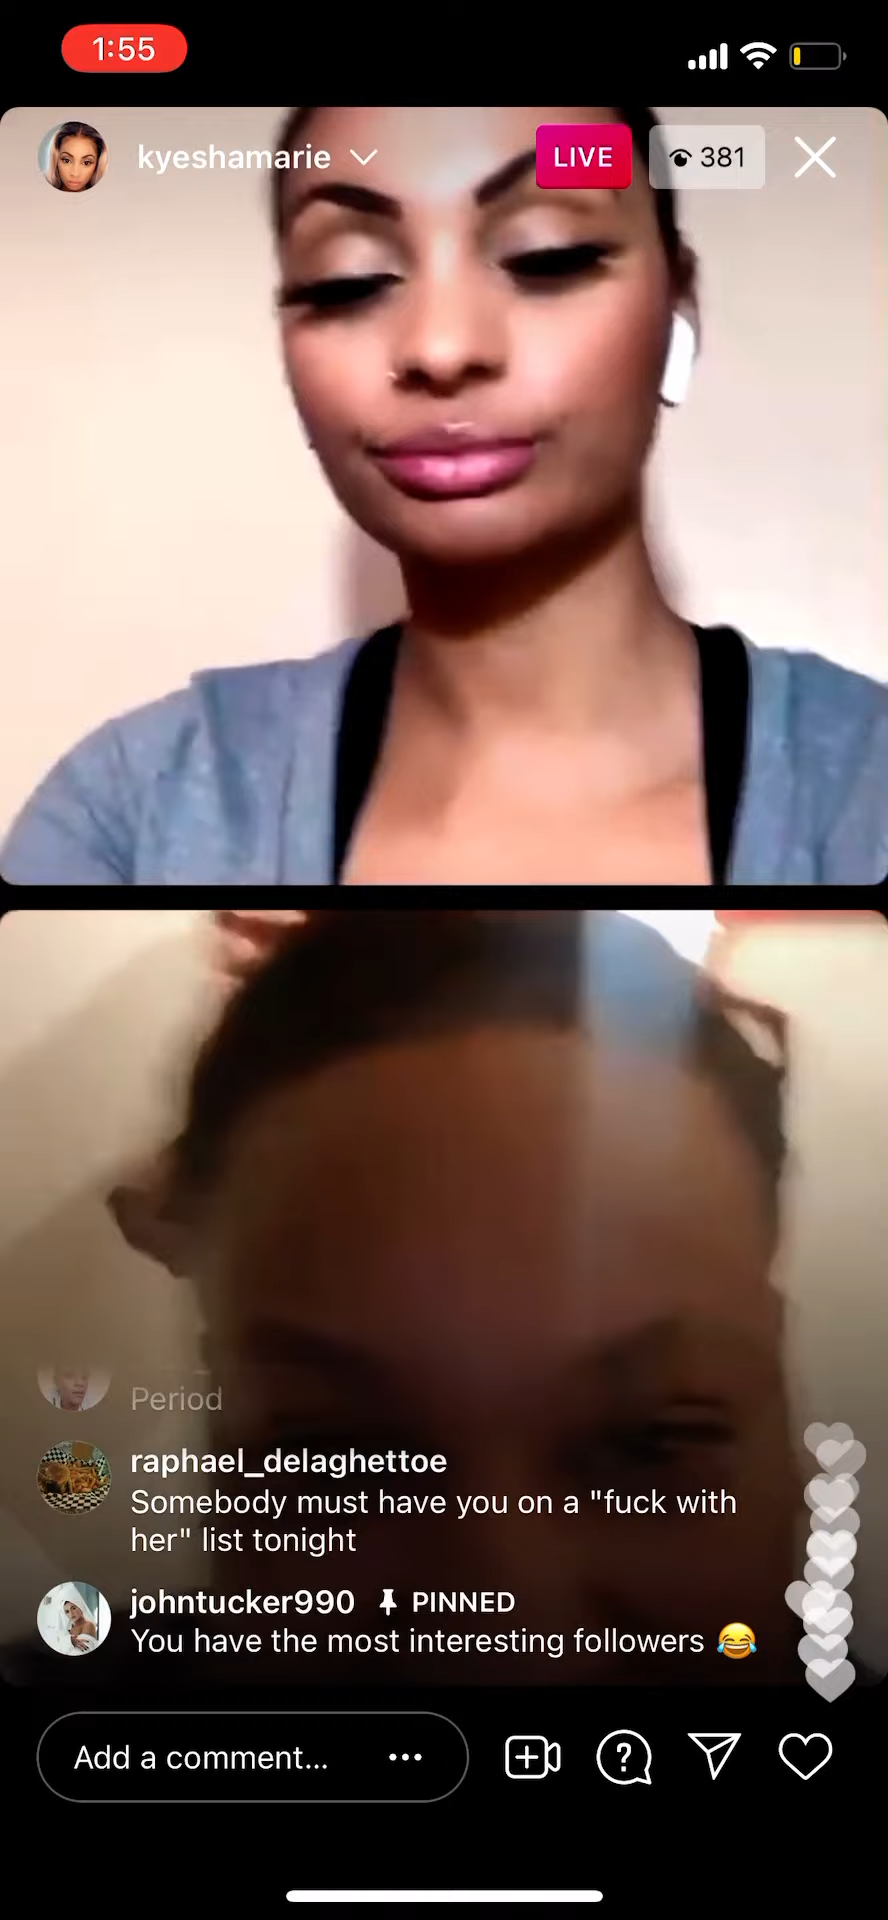 1:55
kyeshamarie
LIVE
381
Period
raphael_delaghettoe
Somebody must have you on a "fuck with
her" list tonight
johntucker990 PINNED
You have the most interesting followers 😂
Add a comment...